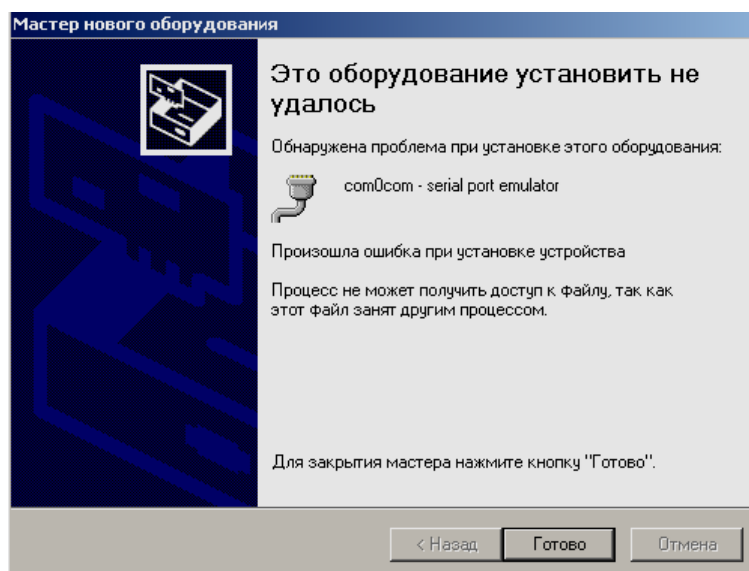 Мастер нового оборудования
Это оборудование установить не
удалось
Обнаружена проблема при установке этого оборудования:
com0com - serial port emulator
Произошла ошибка при установке устройства
Процесс не может получить доступ к файлу, так как
этот файл занят другим процессом.
Для закрытия мастера нажмите кнопку "Готово".
< Назад Готово Отмена